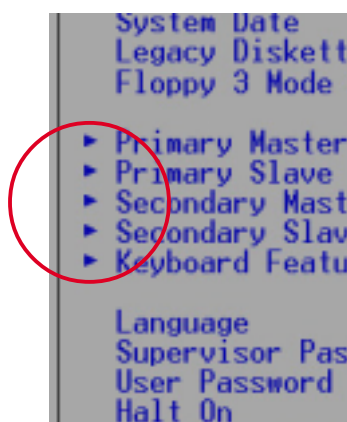 System Date
Legacy Diskett
Floppy 3 Mode
Primary Master
Primary Slave
Secondary Mast
Secondary Slav
Keyboard Featu
Language
Supervisor Pas
User Password
Halt On